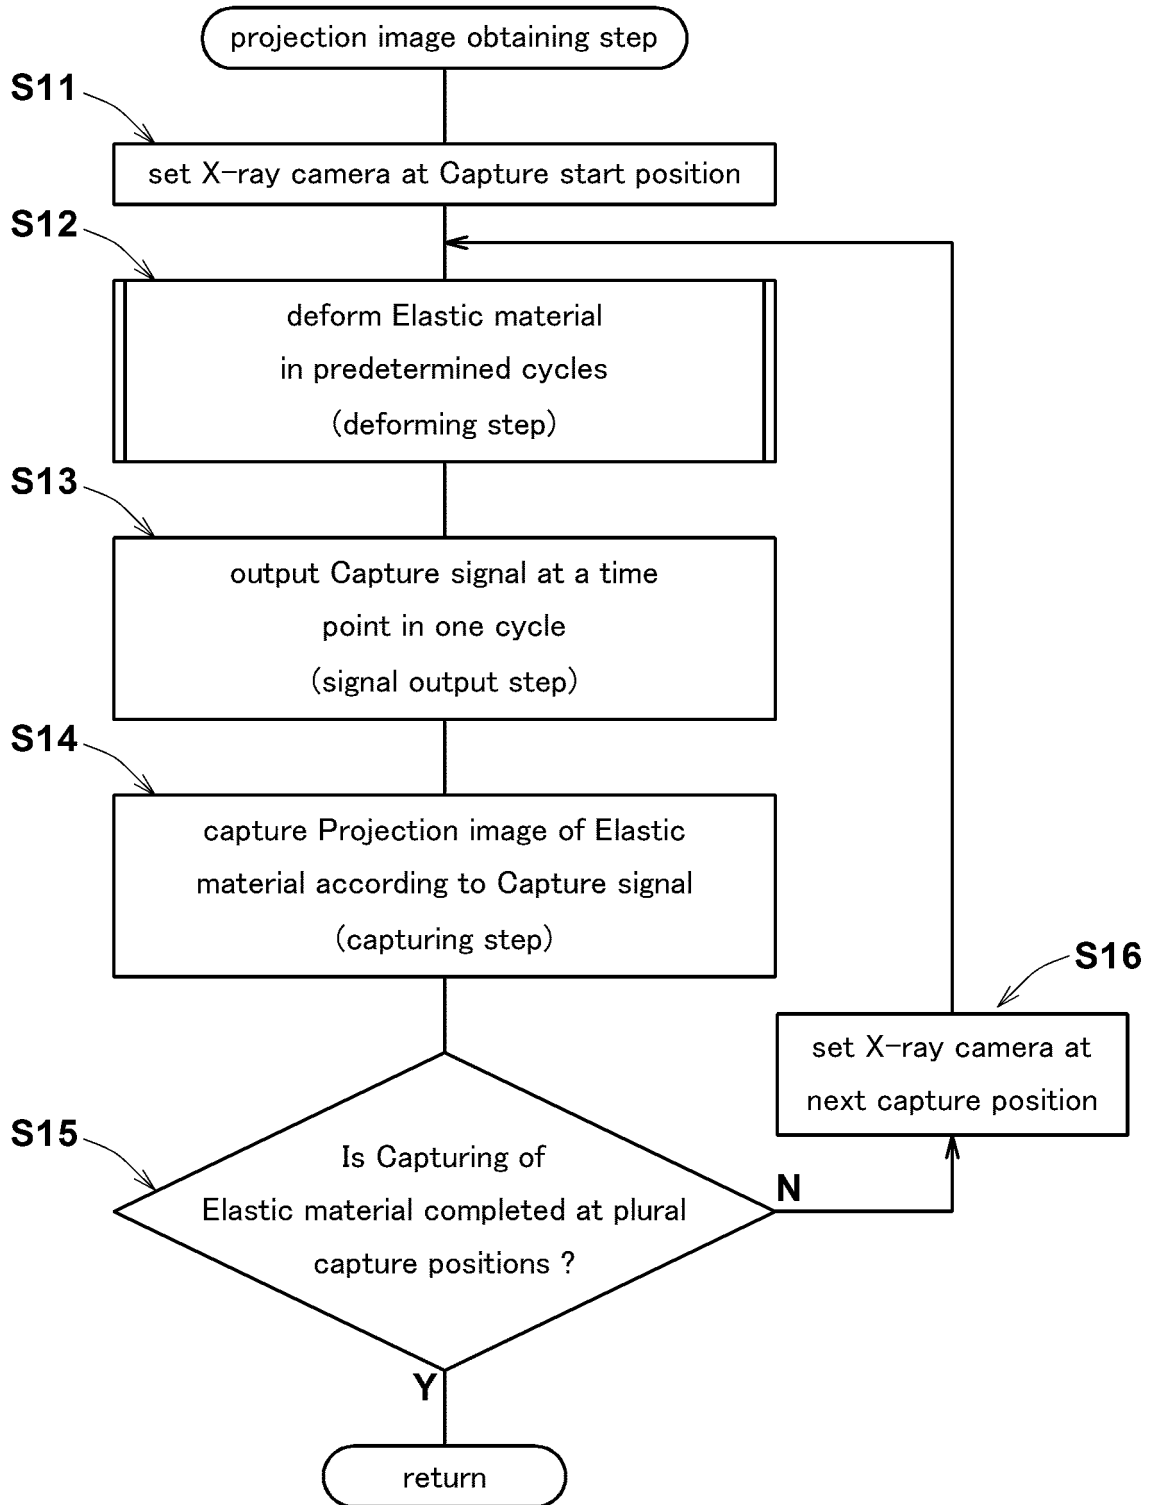 projection image obtaining step
S11
set X-ray camera at Capture start position
S12
deform Elastic material
in predetermined cycles
(deforming step)
S13
output Capture signal at a time
point in one cycle
(signal output step)
S14
capture Projection image of Elastic
material according to Capture signal
(capturing step)
S16
set X-ray camera at
next capture position
S15
Is Capturing of
Elastic material completed at plural
capture positions ?
N
Y
return